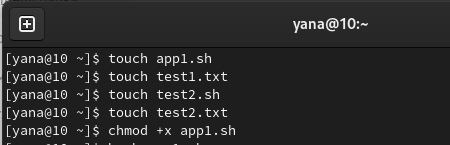 yana@10:~
[yana@10 ~]$ touch app1.sh
[yana@10 ~]$ touch test1.txt
[yana@10 ~]$ touch test2.sh
[yana@10 ~]$ touch test2.txt
[yana@10 ~]$ chmod +x app1.sh